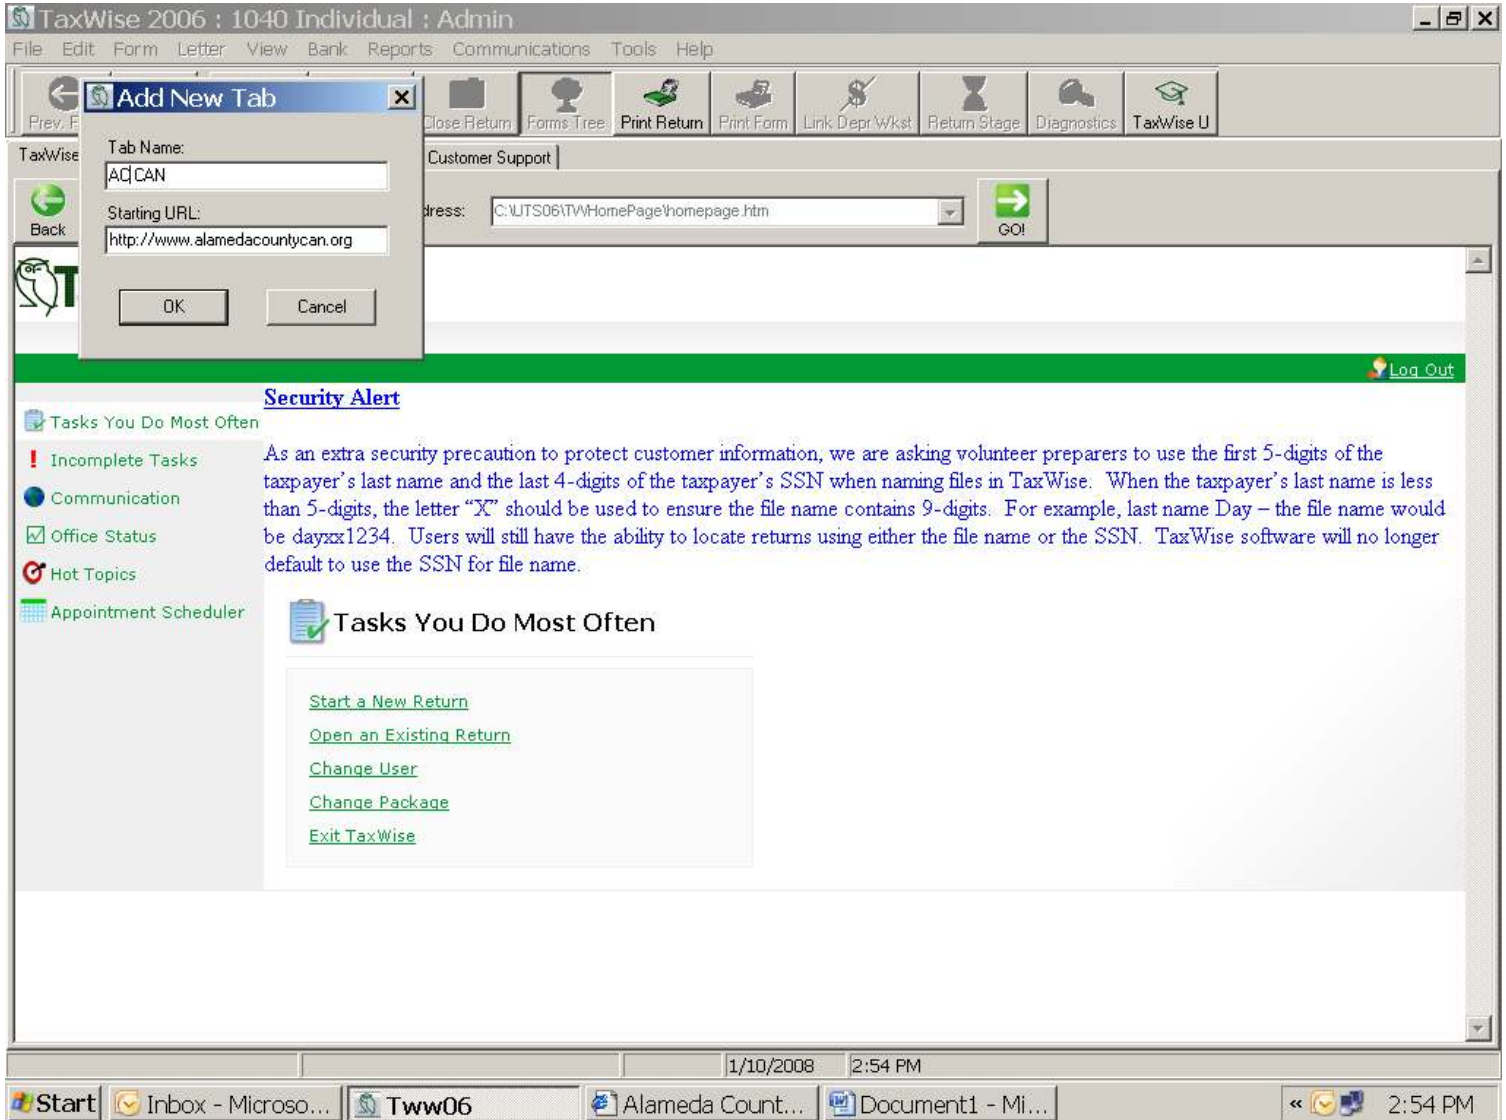 TaxWise 2006 : 1040 Individual : Admin
File Edit Form Letter View Bank Reports Communications Tools Help
Add New Tab
Prev. F
Close Return Forms Tree Print Return Print Form Link Depr Wkst Return Stage Diagnostics TaxWise U
TaxWise
Customer Support
Tab Name:
AC CAN
Starting URL:
http://www.alamedacountycan.org
OK Cancel
Back
dress: C:\UTS06\TWHomePage\homepage.htm GO!
T
Log Out
Tasks You Do Most Often
Incomplete Tasks
Communication
Office Status
Hot Topics
Appointment Scheduler
Security Alert
As an extra security precaution to protect customer information, we are asking volunteer preparers to use the first 5-digits of the
taxpayer's last name and the last 4-digits of the taxpayer's SSN when naming files in TaxWise. When the taxpayer's last name is less
than 5-digits, the letter “X” should be used to ensure the file name contains 9-digits. For example, last name Day – the file name would
be dayxx1234. Users will still have the ability to locate returns using either the file name or the SSN. TaxWise software will no longer
default to use the SSN for file name.
Tasks You Do Most Often
Start a New Return
Open an Existing Return
Change User
Change Package
Exit TaxWise
1/10/2008 2:54 PM
Start Inbox - Microso... Tww06 Alameda Count... Document1 - Mi... « 2:54 PM